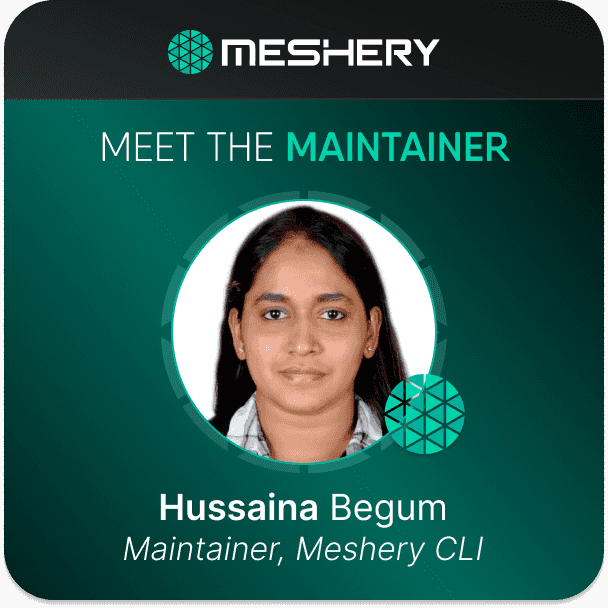 MESHERY
MEET THE MAINTAINER
Hussaina Begum
Maintainer, Meshery CLI